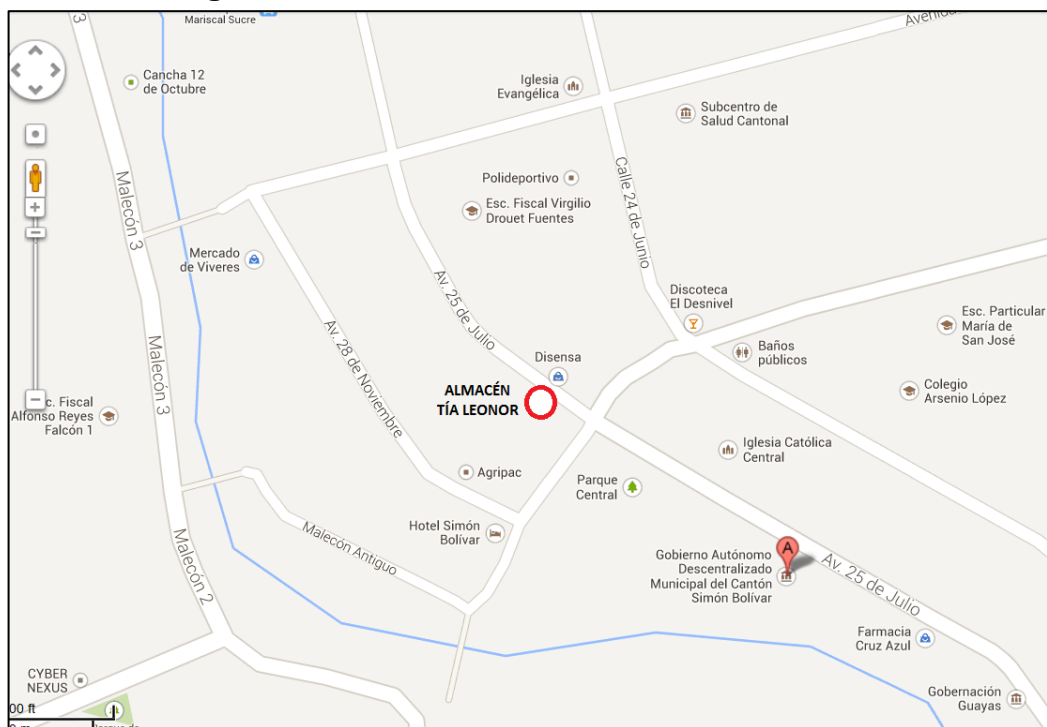 Mariscal Sucre
3
Avenida
Cancha 12
de Octubre
Iglesia
Evangélica
Subcentro de
Salud Cantonal
Malecón 3
Polideportivo
Esc. Fiscal Virgilio
Drouet Fuentes
Calle 24 de Junio
Mercado
de Viveres
Av. 25 de Julio
Discoteca
El Desnivel
Esc. Particular
María de
San José
Av. 28 de Noviembre
Malecón 3
Disensa
Baños
públicos
ALMACÉN
TÍA LEONOR
Colegio
Arsenio López
c. Fiscal
Alfonso Reyes
Falcón 1
Iglesia Católica
Central
Agripac
Parque
Central
Hotel Simón
Bolívar
Malecón Antiguo
Malecón 2
A
Gobierno Autónomo
Descentralizado
Municipal del Cantón
Simón Bolívar
Av. 25 de Julio
Farmacia
Cruz Azul
CYBER
NEXUS
Gobernación
Guayas
00 ft